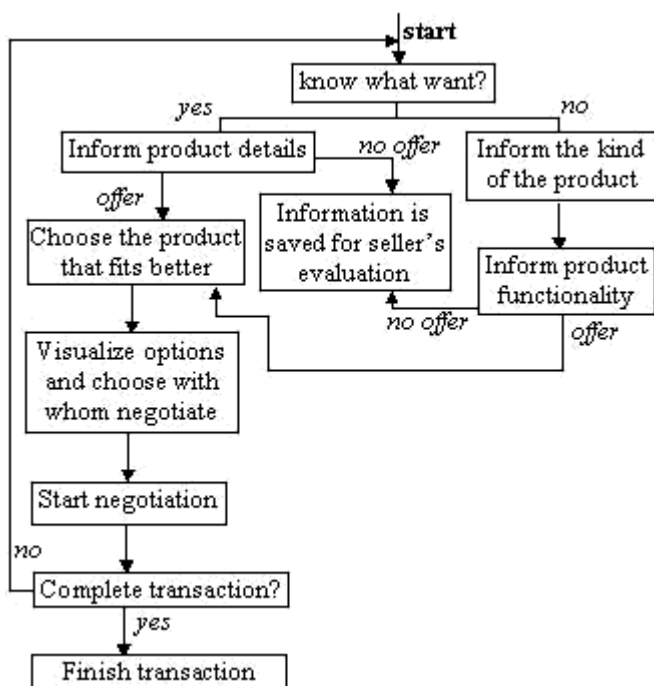 start
know what want?
yes
no
Inform product details
no offer
Inform the kind
of the product
offer
Information is
saved for seller's
evaluation
Choose the product
that fits better
Inform product
functionality
no offer
offer
Visualize options
and choose with
whom negotiate
Start negotiation
no
Complete transaction?
yes
Finish transaction